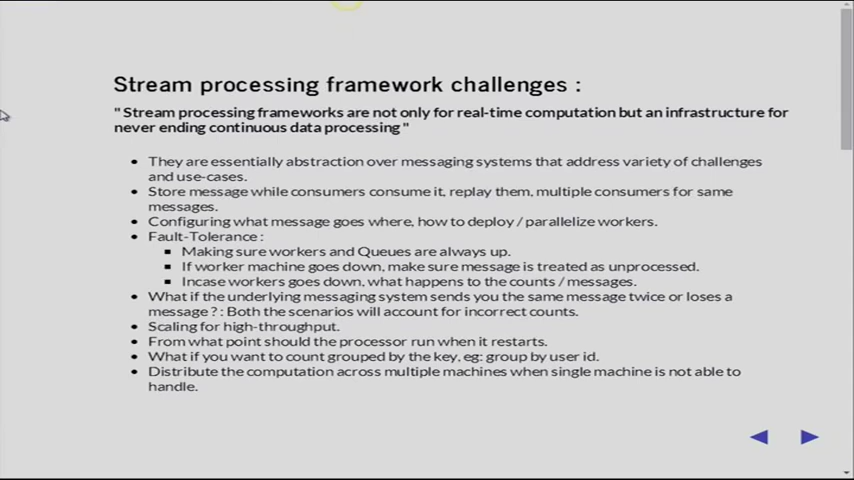 Stream processing framework challenges :
" Stream processing frameworks are not only for real-time computation but an infrastructure for
never ending continuous data processing "
They are essentially abstraction over messaging systems that address variety of challenges
and use-cases.
Store message while consumers consume it, replay them, multiple consumers for same
messages.
Configuring what message goes where, how to deploy / parallelize workers.
Fault-Tolerance :
Making sure workers and Queues are always up.
If worker machine goes down, make sure message is treated as unprocessed.
Incase workers goes down, what happens to the counts / messages.
What if the underlying messaging system sends you the same message twice or loses a
message ? : Both the scenarios will account for incorrect counts.
Scaling for high-throughput.
From what point should the processor run when it restarts.
What if you want to count grouped by the key, eg: group by user id.
Distribute the computation across multiple machines when single machine is not able to
handle.